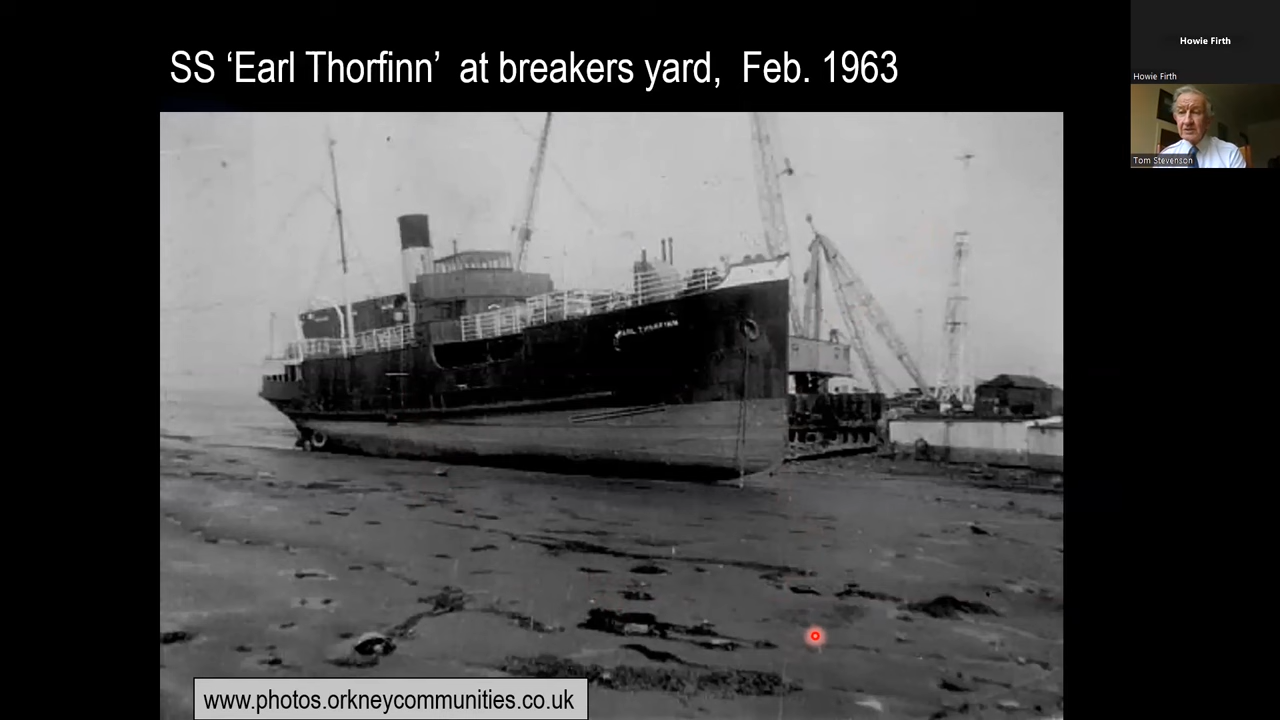 SS ‘Earl Thorfinn’ at breakers yard, Feb. 1963
Howie Firth
Howie Firth
Tom Stevenson
EARL THORFINN
www.photos.orkneycommunities.co.uk